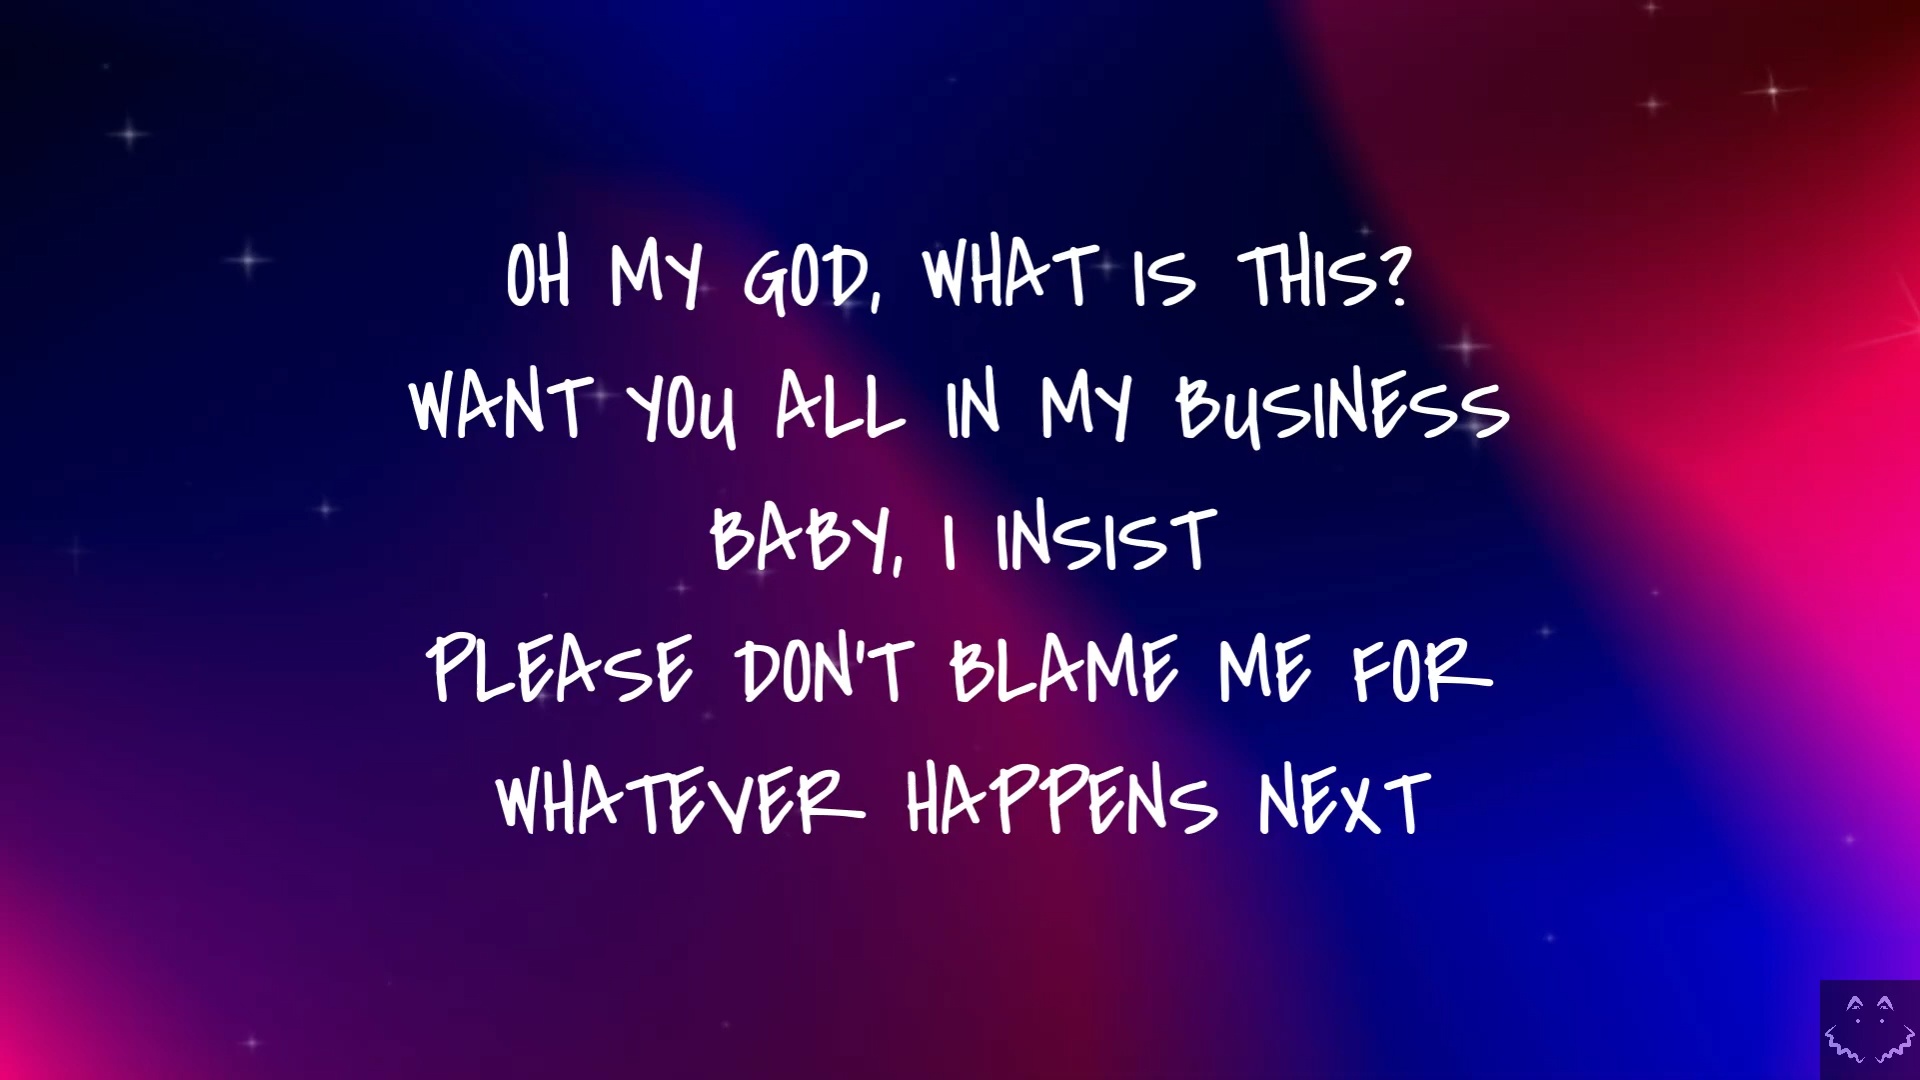 OH MY GOD, WHAT IS THIS?
WANT YOU ALL IN MY BUSINESS
BABY, I INSIST
PLEASE DON'T BLAME ME FOR
WHATEVER HAPPENS NEXT